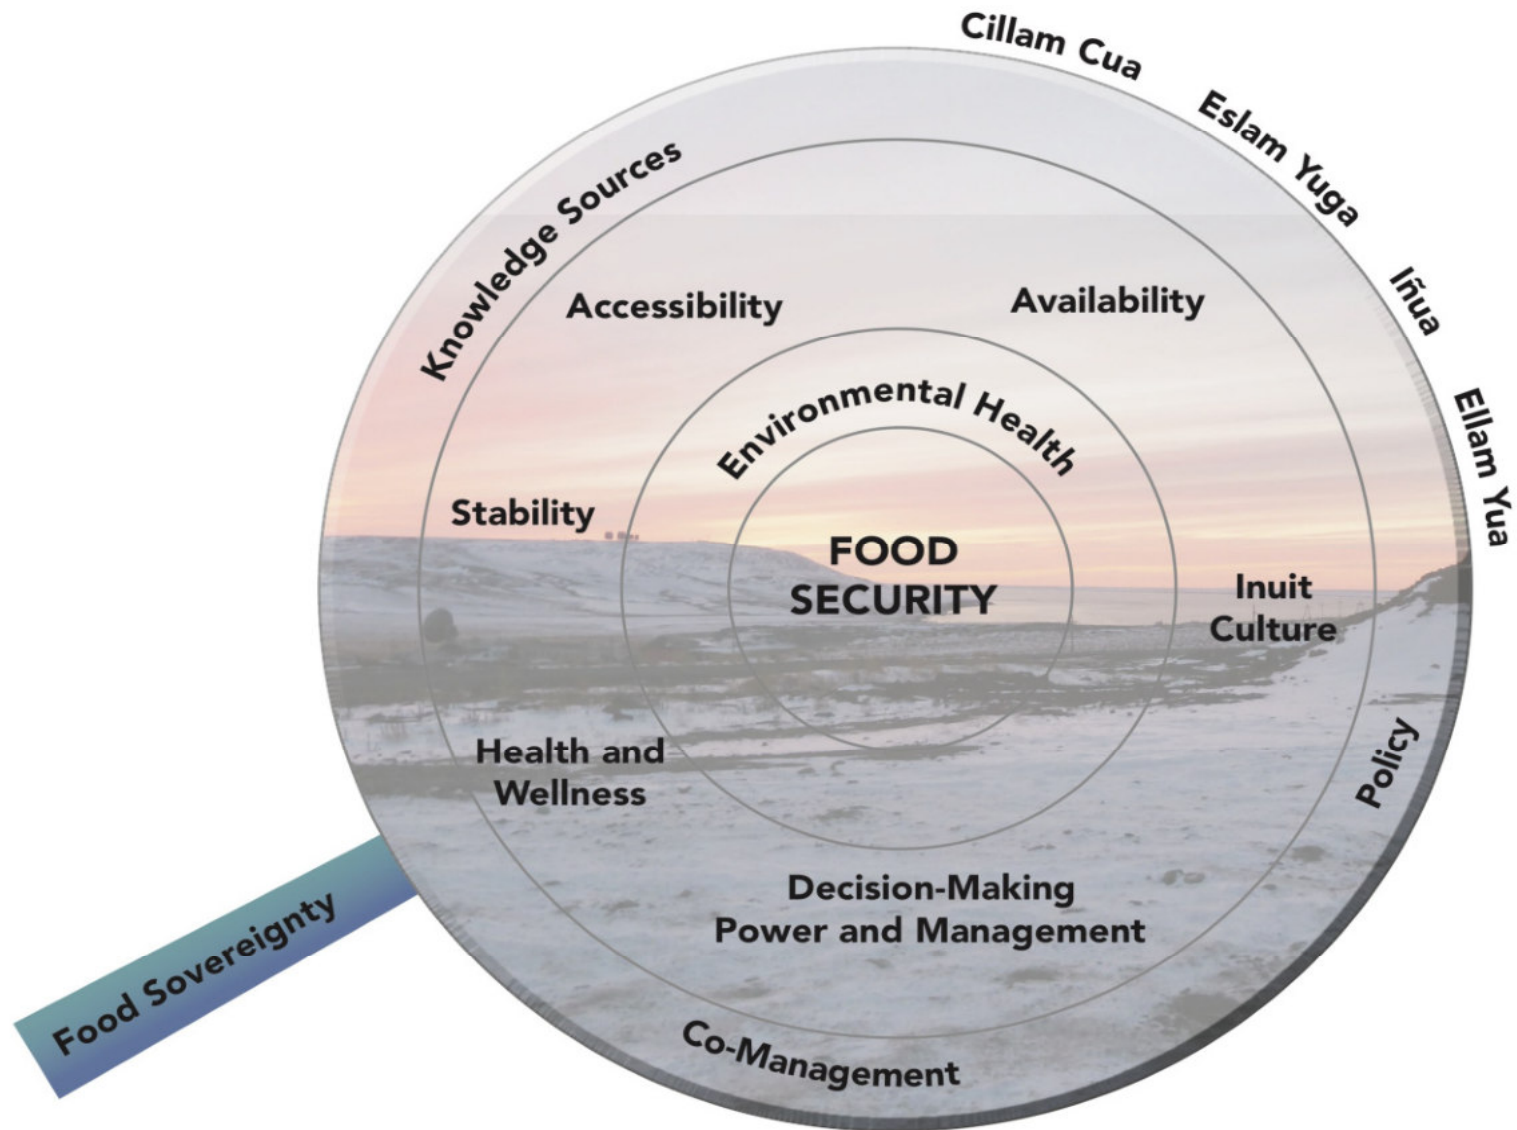 Cillam Cua
Eslam Yuga
Iñua
Ellam Yua
Knowledge Sources
Accessibility
Availability
Environmental Health
Stability
FOOD
SECURITY
Inuit
Culture
Health and
Wellness
Policy
Decision-Making
Power and Management
Food Sovereignty
Co-Management